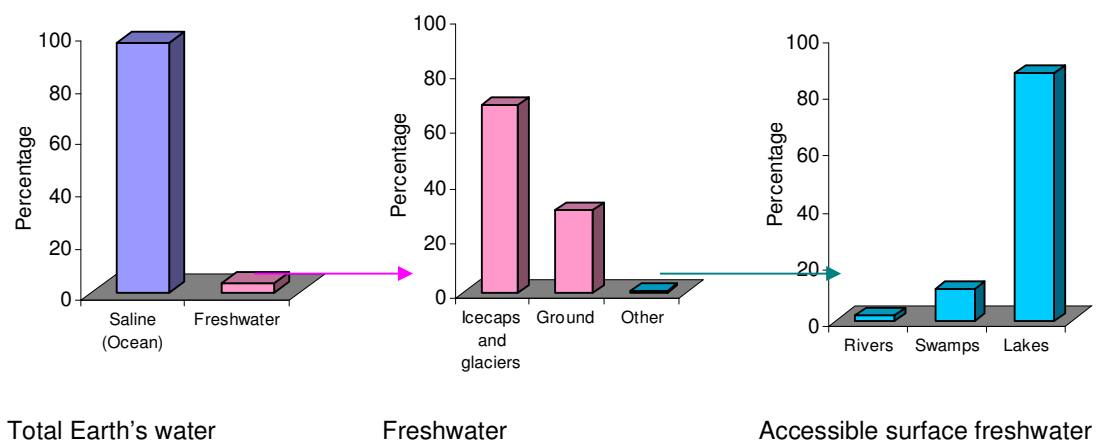 100
80
60
40
20
0
Percentage
Saline
(Ocean)
Freshwater
Total Earth's water
100
80
60
40
20
0
Percentage
Icecaps
and
glaciers
Ground
Other
Freshwater
100
80
60
40
20
0
Percentage
Rivers
Swamps
Lakes
Accessible surface freshwater